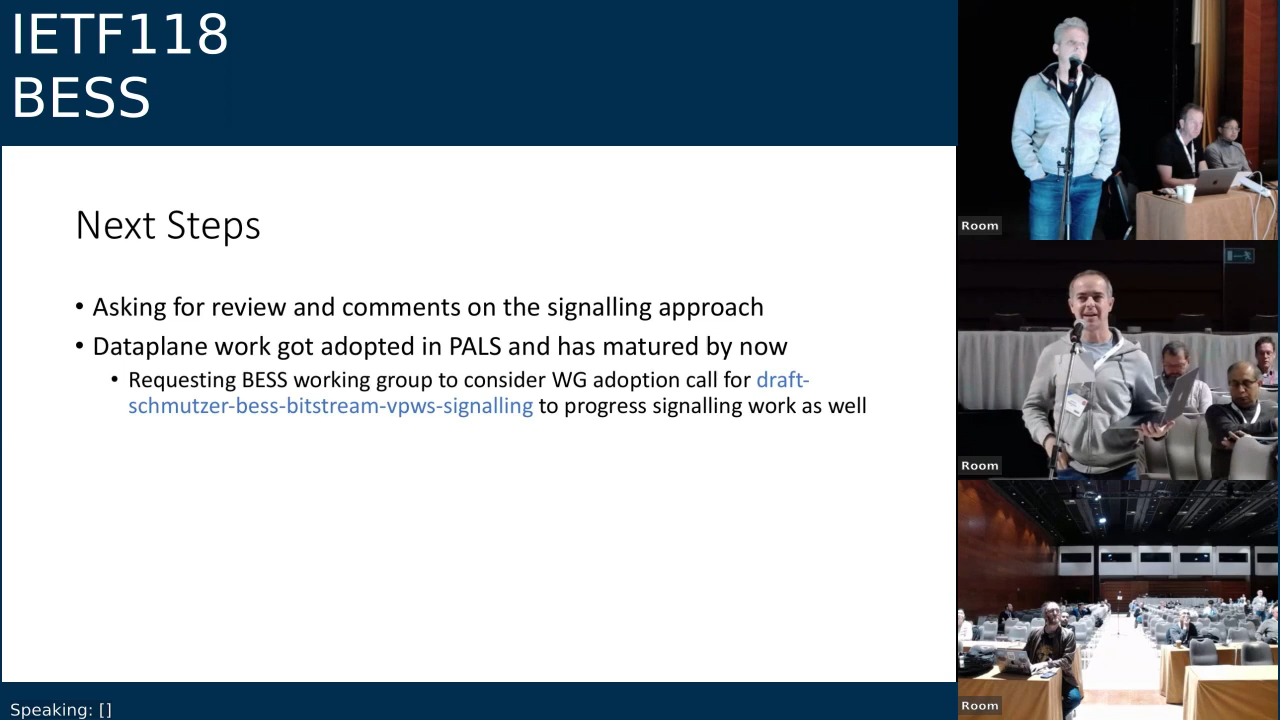 IETF118
BESS
Next Steps
• Asking for review and comments on the signalling approach
• Dataplane work got adopted in PALS and has matured by now
• Requesting BESS working group to consider WG adoption call for draft-
schmutzer-bess-bitstream-vpws-signalling to progress signalling work as well
Speaking: []
Room
Room
Room